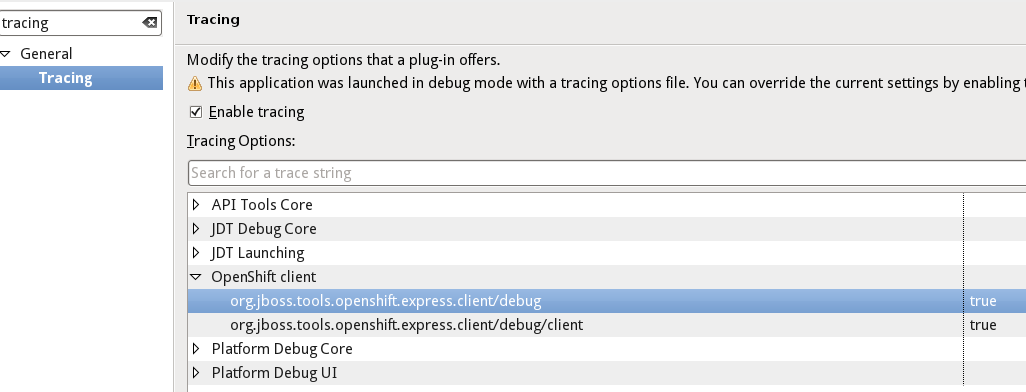 tracing
General
Tracing
Tracing
Modify the tracing options that a plug-in offers.
This application was launched in debug mode with a tracing options file. You can override the current settings by enabling
Enable tracing
Tracing Options:
Search for a trace string
API Tools Core
JDT Debug Core
JDT Launching
OpenShift client
org.jboss.tools.openshift.express.client/debug true
org.jboss.tools.openshift.express.client/debug/client true
Platform Debug Core
Platform Debug UI